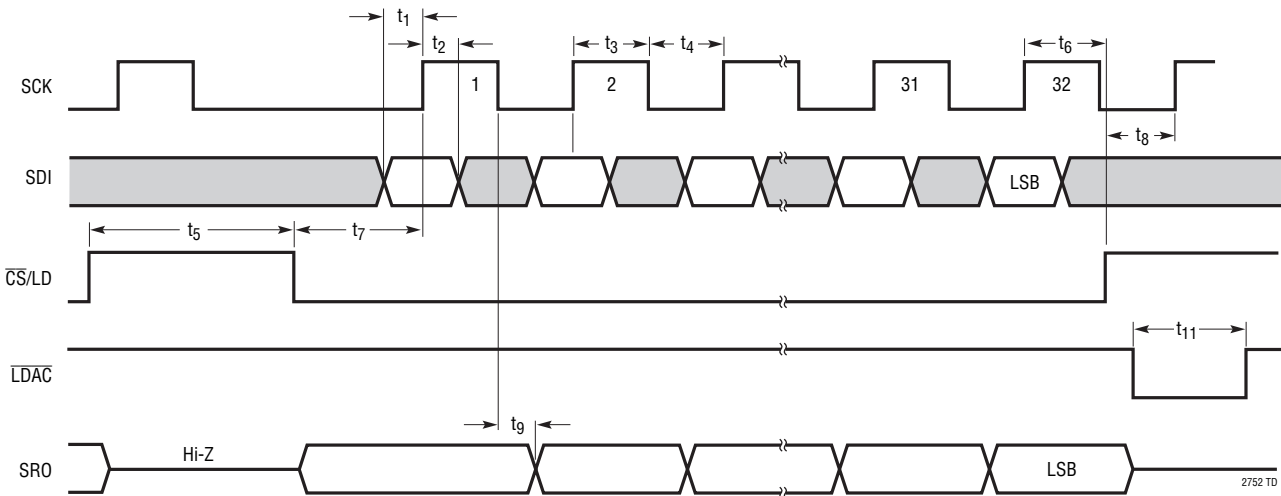 t1
t2 t3 t4 t6
SCK 1 2 31 32
t8
SDI LSB
t5 t7
CS/LD
t11
LDAC
t9
Hi-Z
SRO LSB
2752 TD